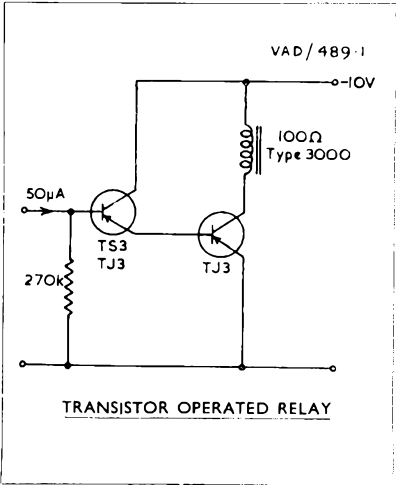 VAD/489·1
-10V
100Ω
Type 3000
50µA
TS3
TJ3
TJ3
270k
TRANSISTOR OPERATED RELAY